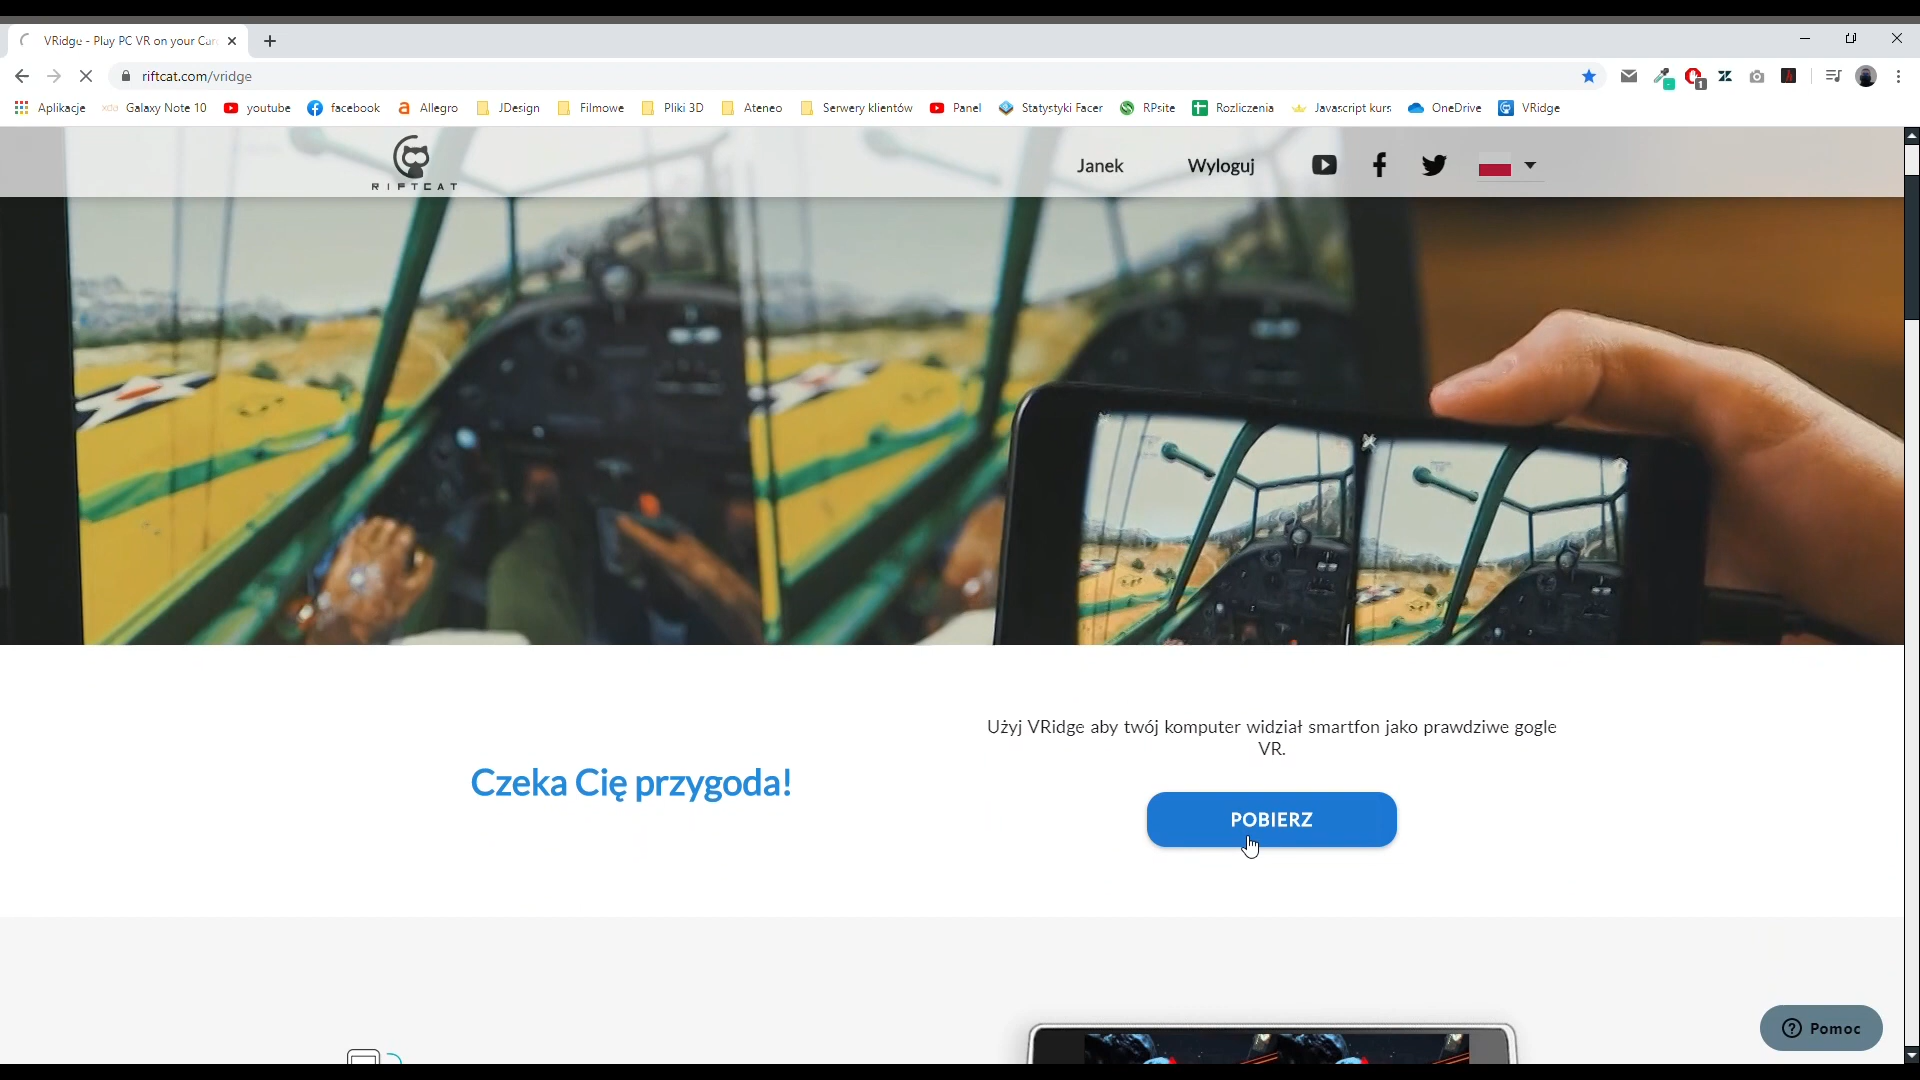 VRidge - Play PC VR on your Car
riftcat.com/vridge
1
Aplikacje
Galaxy Note 10
youtube
facebook
Allegro
JDesign
Filmowe
Pliki 3D
Ateneo
Serwery klientów
Panel
Statystyki Facer
RPsite
Rozliczenia
Javascript kurs
OneDrive
VRidge
RIFTCAT
Janek
Wyloguj
Użyj VRidge aby twój komputer widział smartfon jako prawdziwe gogle
VR.
Czeka Cię przygoda!
POBIERZ
Pomoc